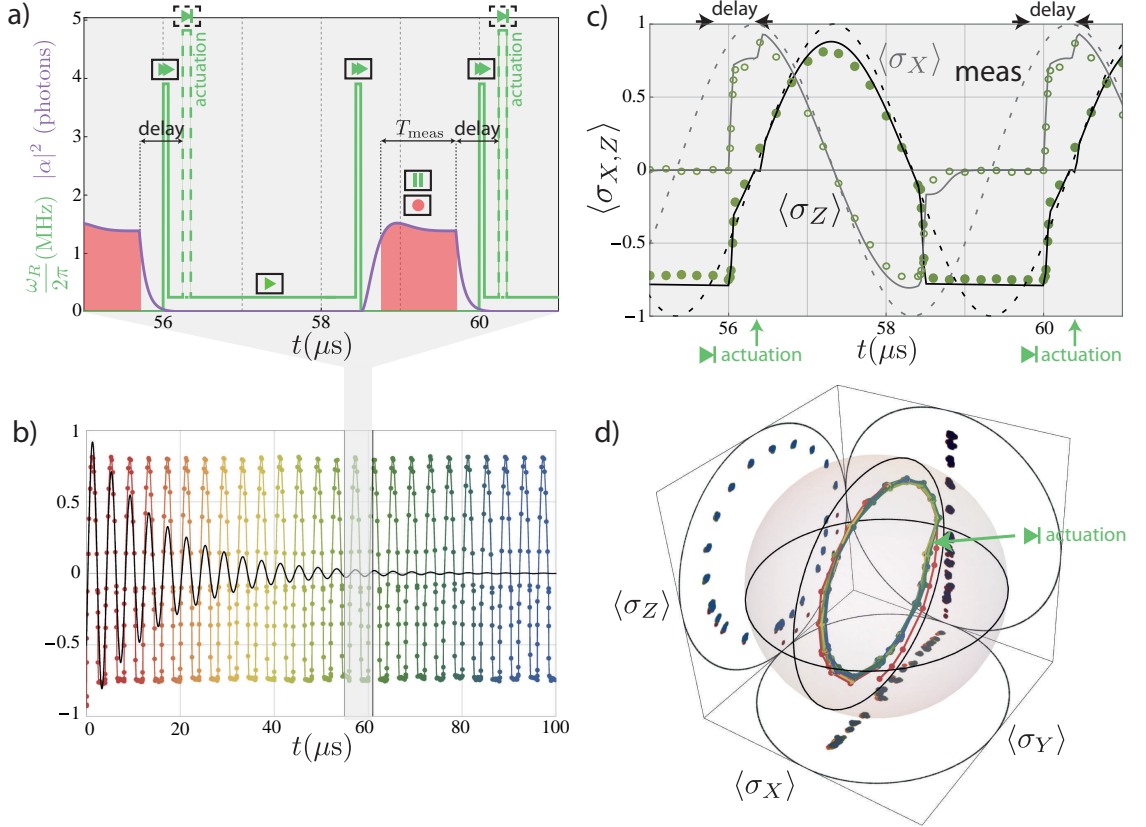 a)
|α|² (photons)
ω_R/2π (MHz)
5
4
3
2
1
0
actuation
delay
T_meas
delay
actuation
56
58
60
t(μs)
c)
⟨σ_X,Z⟩
1
0.5
0
−0.5
−1
delay
delay
⟨σ_X⟩
meas
⟨σ_Z⟩
56
58
60
actuation
t(μs)
actuation
b)
1
0.5
0
−0.5
−1
0
20
40
60
80
100
t(μs)
d)
actuation
⟨σ_Z⟩
⟨σ_X⟩
⟨σ_Y⟩